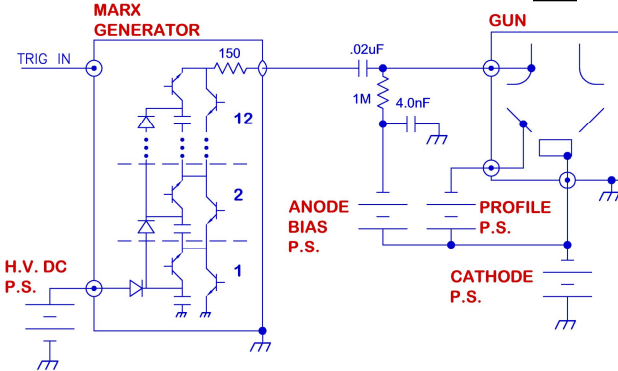 MARX
GENERATOR
GUN
TRIG IN
150
.02uF
1M
4.0nF
12
2
1
ANODE
BIAS
P.S.
PROFILE
P.S.
H.V. DC
P.S.
CATHODE
P.S.